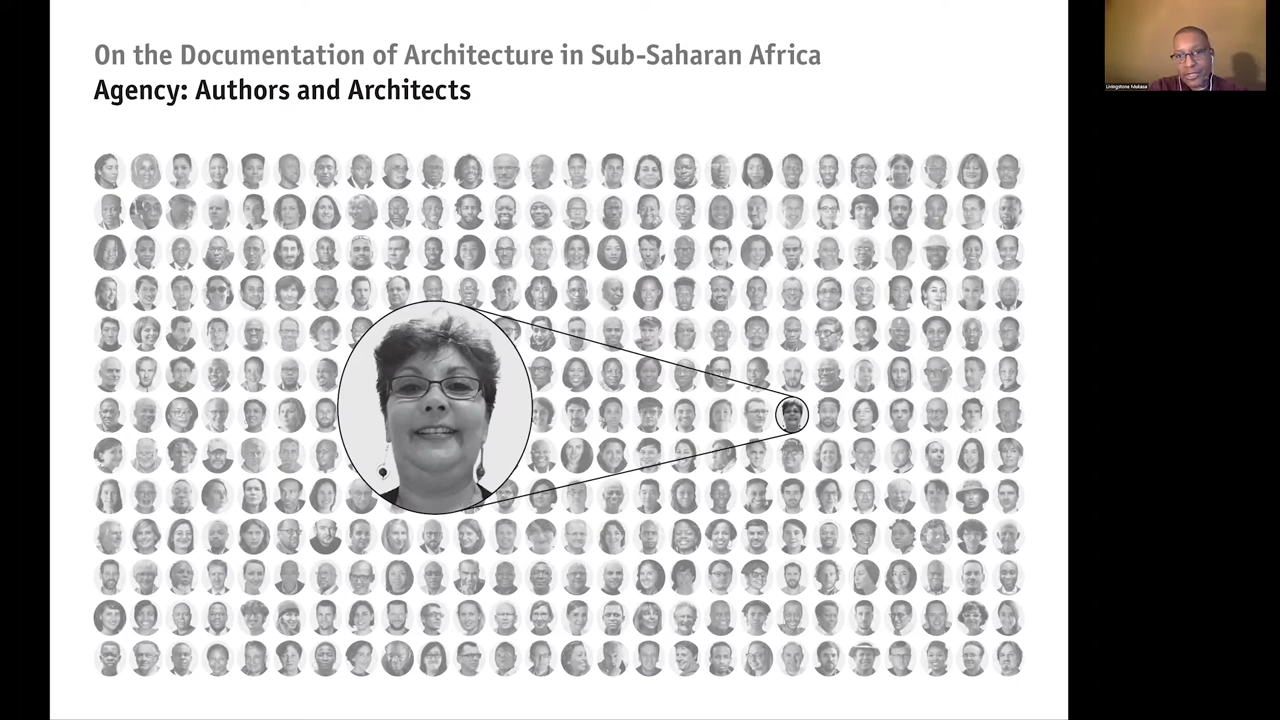 On the Documentation of Architecture in Sub-Saharan Africa
Agency: Authors and Architects
Livingstone Mukasa